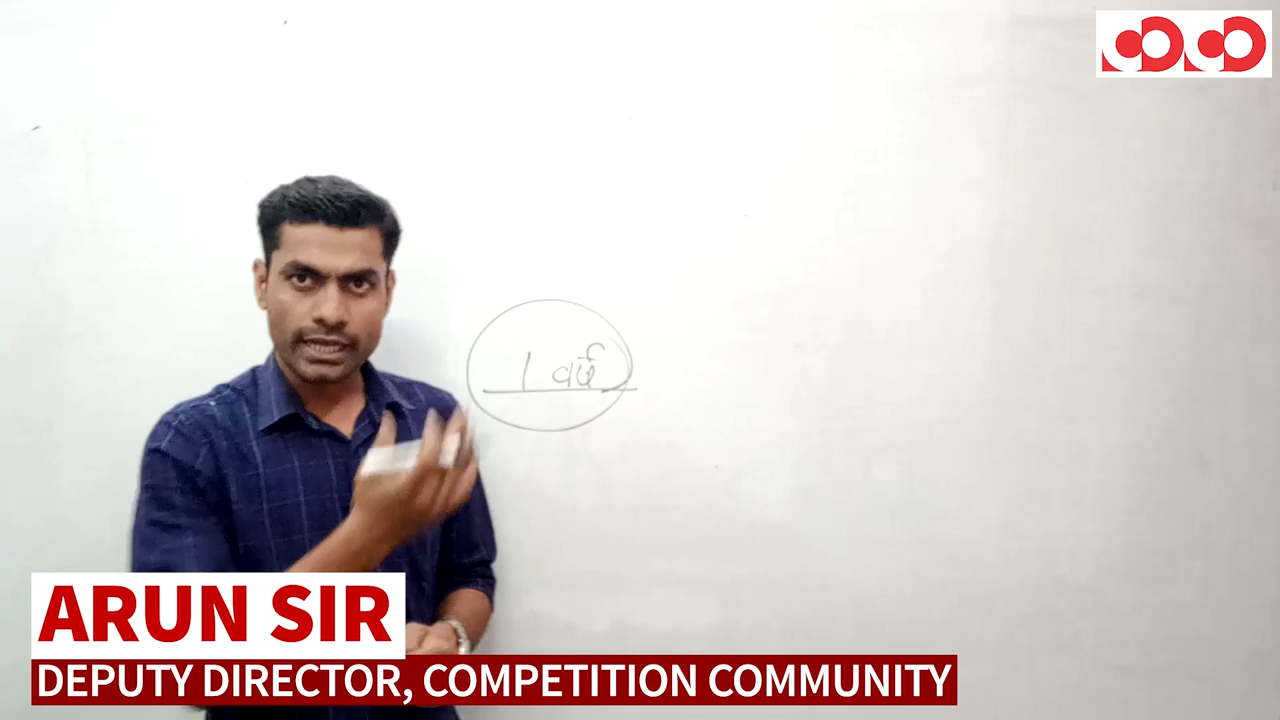 1 वर्ष
ARUN SIR
DEPUTY DIRECTOR, COMPETITION COMMUNITY